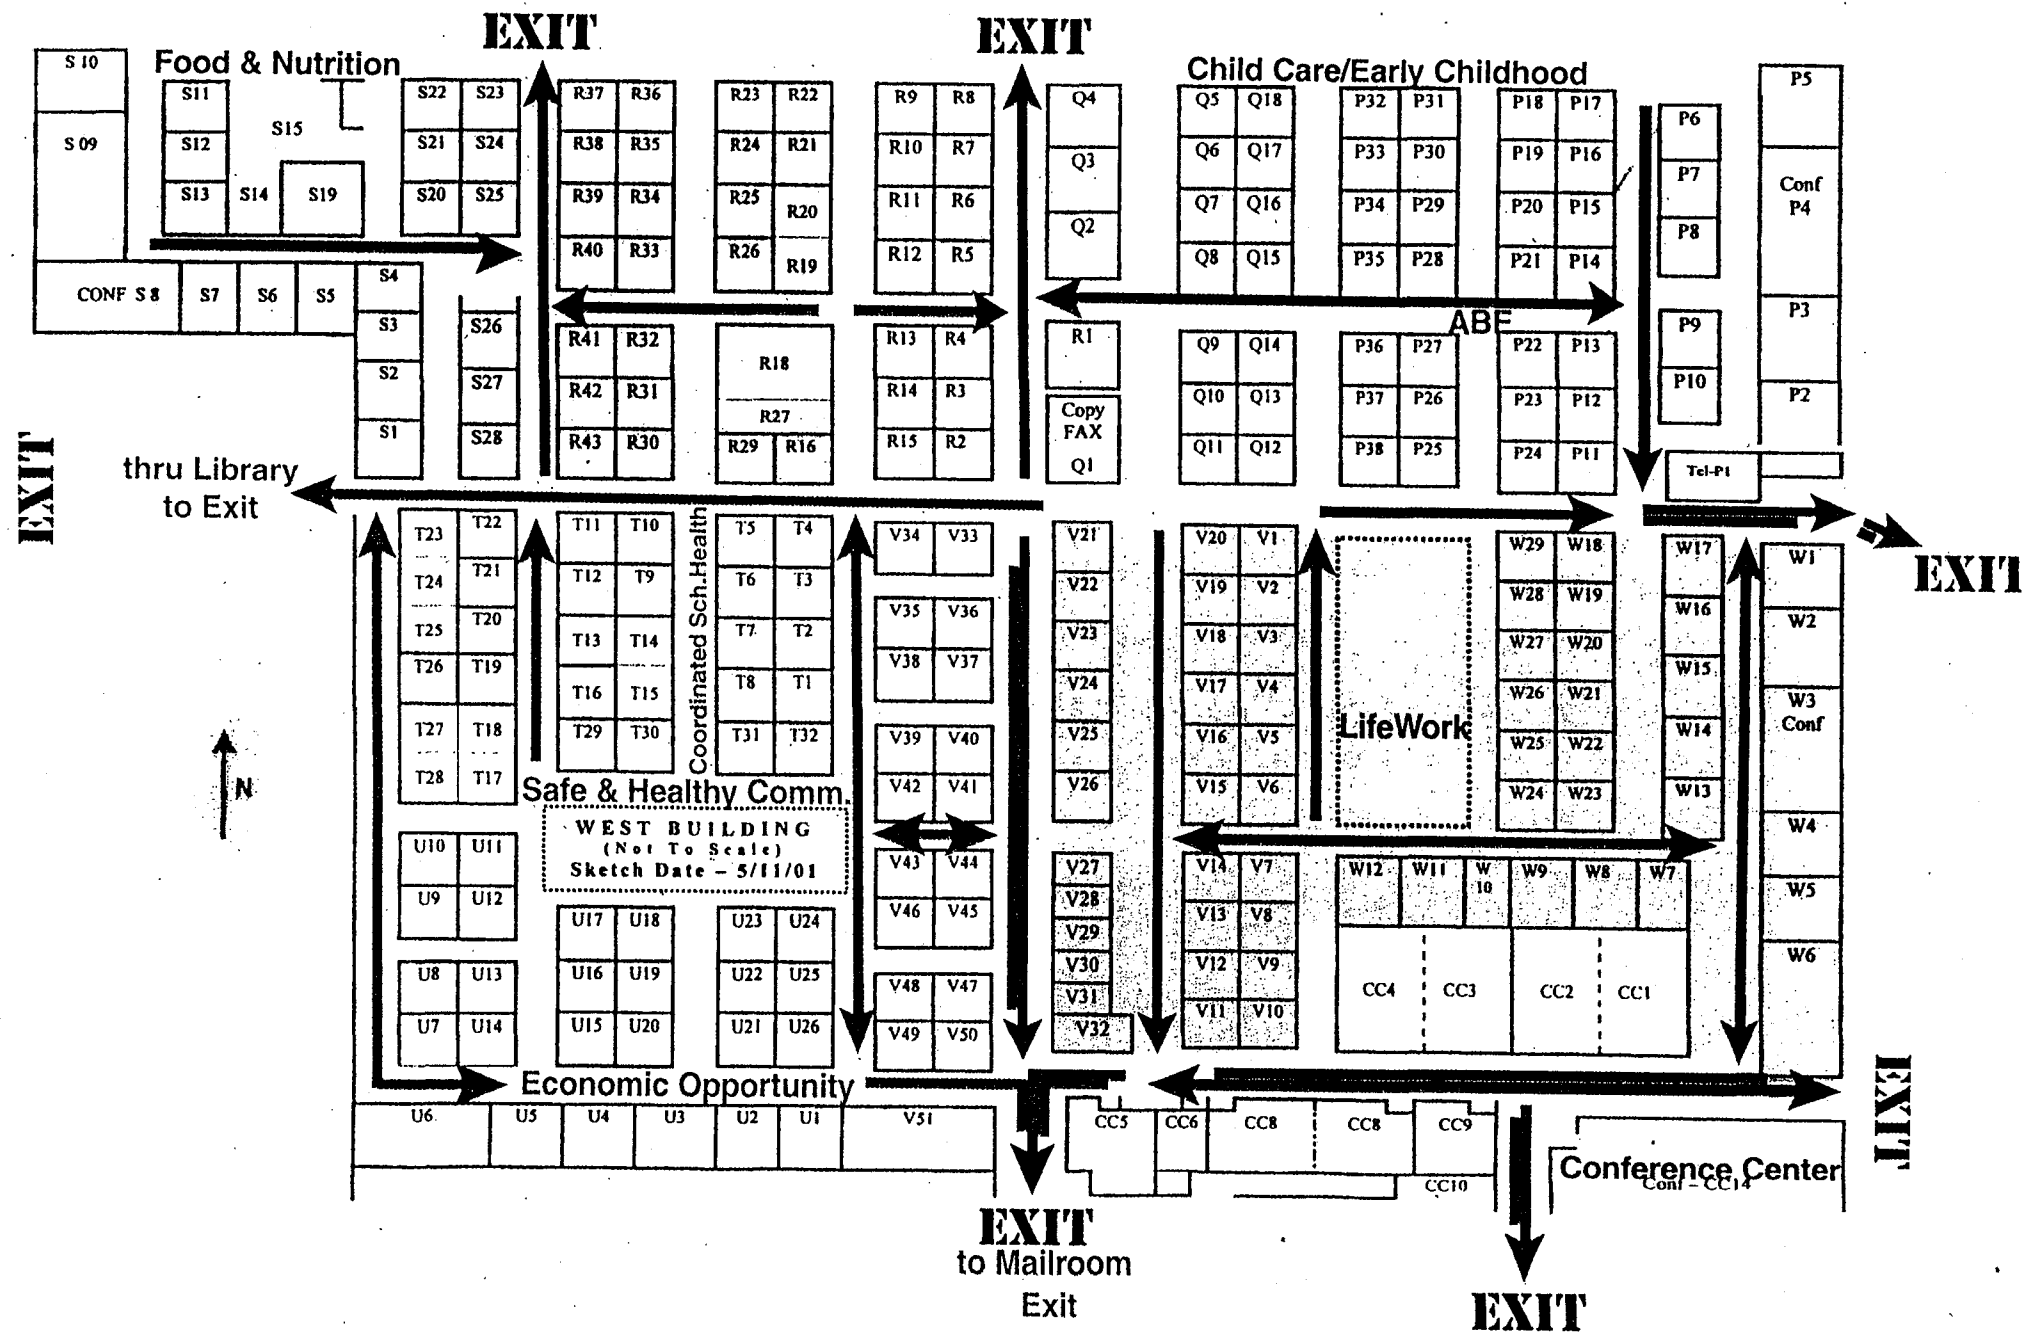 EXIT
EXIT
Food & Nutrition
Child Care/Early Childhood
S 10
S 09
S11
S12
S13
S15
S14
S19
S22 S23
S21 S24
S20 S25
R37 R36
R38 R35
R39 R34
R40 R33
R23 R22
R24 R21
R25 R20
R26 R19
R9 R8
R10 R7
R11 R6
R12 R5
Q4
Q3
Q2
Q5 Q18
Q6 Q17
Q7 Q16
Q8 Q15
P32 P31
P33 P30
P34 P29
P35 P28
P18 P17
P19 P16
P20 P15
P21 P14
P6
P7
P8
P5
Conf
P4
P3
P2
CONF S 8 S7 S6 S5
S4
S3
S2
S1
S26
S27
S28
R41 R32
R42 R31
R43 R30
R18
R27
R29 R16
R13 R4
R14 R3
R15 R2
R1
Copy
FAX
Q1
Q9 Q14
Q10 Q13
Q11 Q12
ABE
P36 P27
P37 P26
P38 P25
P22 P13
P23 P12
P24 P11
P9
P10
Tel-P1
EXIT
thru Library
to Exit
EXIT
T23 T22
T24 T21
T25 T20
T26 T19
T27 T18
T28 T17
T11 T10
T12 T9
T13 T14
T16 T15
T29 T30
Coordinated Sch.Health
T5 T4
T6 T3
T7 T2
T8 T1
T31 T32
V34 V33
V35 V36
V38 V37
V39 V40
V42 V41
V43 V44
V46 V45
V48 V47
V49 V50
V21
V22
V23
V24
V25
V26
V27
V28
V29
V30
V31
V32
V20 V1
V19 V2
V18 V3
V17 V4
V16 V5
V15 V6
V14 V7
V13 V8
V12 V9
V11 V10
LifeWork
W29 W18
W28 W19
W27 W20
W26 W21
W25 W22
W24 W23
W17
W16
W15
W14
W13
W1
W2
W3
Conf
W4
W5
W6
W12 W11 W
10 W9 W8 W7
CC4 CC3 CC2 CC1
N
Safe & Healthy Comm.
WEST BUILDING
(Not To Scale)
Sketch Date – 5/11/01
U10 U11
U9 U12
U8 U13
U7 U14
U17 U18
U16 U19
U15 U20
U23 U24
U22 U25
U21 U26
Economic Opportunity
U6 U5 U4 U3 U2 U1 V51
CC5 CC6 CC8 CC8 CC9
CC10
Conference Center
Conf – CC14
EXIT
EXIT
to Mailroom
Exit
EXIT